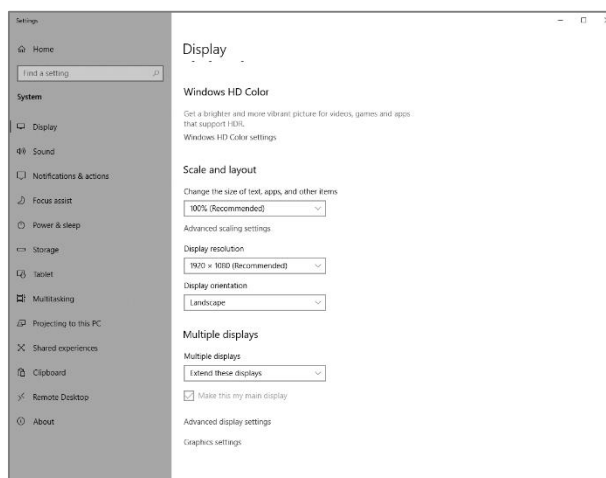 Settings
Home
Find a setting
System
Display
Sound
Notifications & actions
Focus assist
Power & sleep
Storage
Tablet
Multitasking
Projecting to this PC
Shared experiences
Clipboard
Remote Desktop
About
Display
Windows HD Color
Get a brighter and more vibrant picture for videos, games and apps
that support HDR.
Windows HD Color settings
Scale and layout
Change the size of text, apps, and other items
100% (Recommended)
Advanced scaling settings
Display resolution
1920 × 1080 (Recommended)
Display orientation
Landscape
Multiple displays
Multiple displays
Extend these displays
Make this my main display
Advanced display settings
Graphics settings